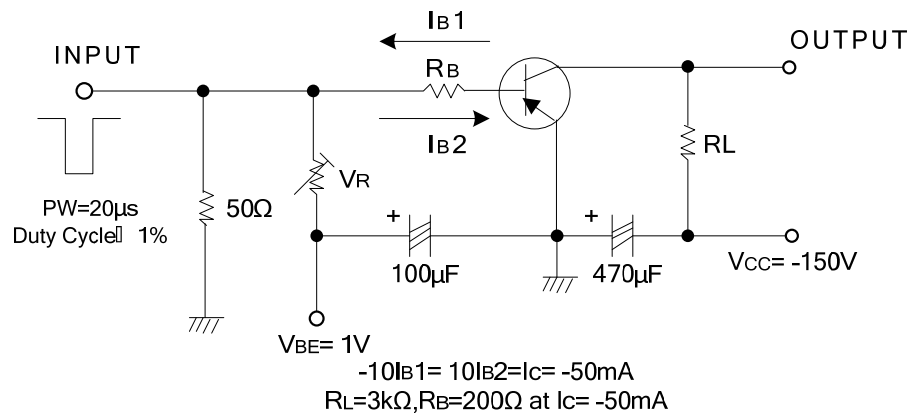 IB1
INPUT
OUTPUT
RB
IB2
RL
VR
PW=20µs
50Ω
Duty Cycle▯ 1%
+
+
100µF
470µF
VCC= -150V
VBE= 1V
-10IB1= 10IB2=Ic= -50mA
RL=3kΩ,RB=200Ω at Ic= -50mA